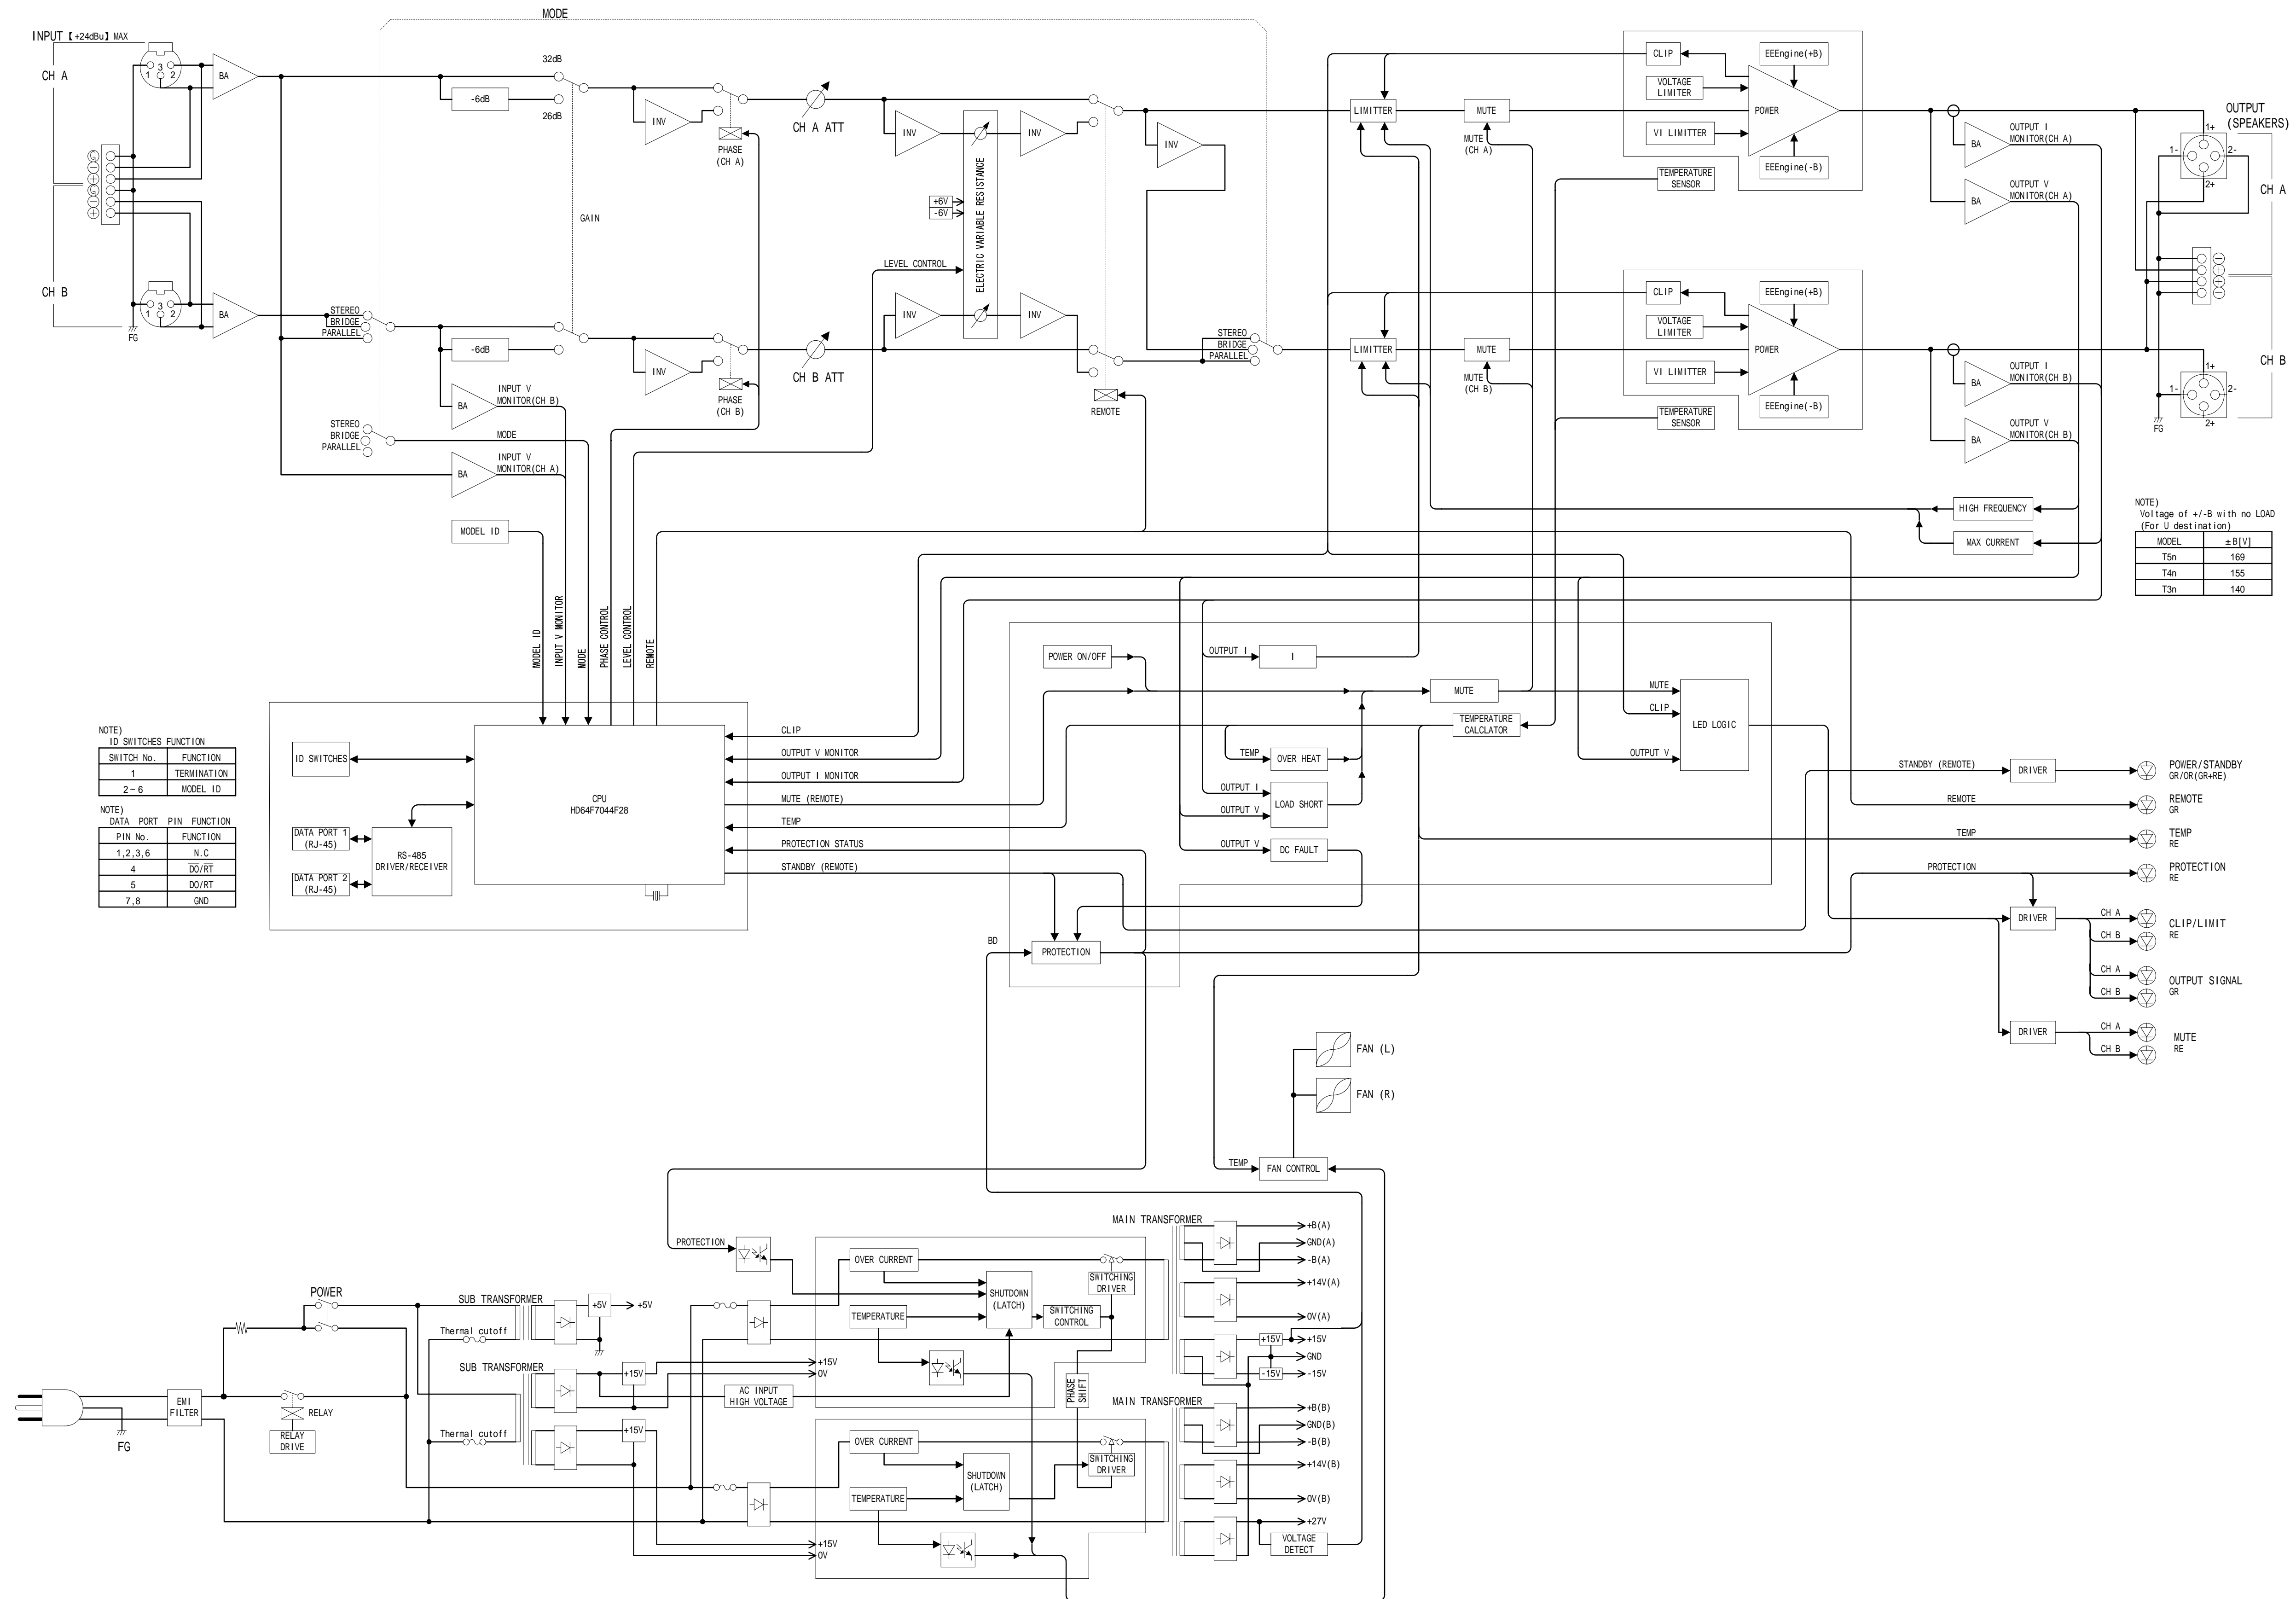 MODE
INPUT【+24dBu】MAX
CH A
3
1 2
BA
-6dB
32dB
26dB
INV
PHASE
(CH A)
CH A ATT
INV
INV
INV
LIMITTER
MUTE
MUTE
(CH A)
CLIP
VOLTAGE
LIMITER
VI LIMITTER
EEEngine(+B)
POWER
EEEngine(-B)
TEMPERATURE
SENSOR
BA
OUTPUT I
MONITOR(CH A)
BA
OUTPUT V
MONITOR(CH A)
OUTPUT
(SPEAKERS)
1+
1-
2-
2+
CH A
G
-
+
G
-
+
GAIN
+6V
-6V
ELECTRIC VARIABLE RESISTANCE
LEVEL CONTROL
CH B
3
1 2
FG
BA
STEREO
BRIDGE
PARALLEL
-6dB
INV
PHASE
(CH B)
CH B ATT
INV
INV
REMOTE
STEREO
BRIDGE
PARALLEL
LIMITTER
MUTE
MUTE
(CH B)
CLIP
VOLTAGE
LIMITER
VI LIMITTER
EEEngine(+B)
POWER
EEEngine(-B)
TEMPERATURE
SENSOR
BA
OUTPUT I
MONITOR(CH B)
BA
OUTPUT V
MONITOR(CH B)
-
+
+
-
CH B
1+
1-
2-
2+
FG
BA
INPUT V
MONITOR(CH B)
STEREO
BRIDGE
PARALLEL
MODE
BA
INPUT V
MONITOR(CH A)
MODEL ID
HIGH FREQUENCY
MAX CURRENT
NOTE)
Voltage of +/-B with no LOAD
(For U destination)
MODEL ±B[V]
T5n 169
T4n 155
T3n 140
MODEL ID
INPUT V MONITOR
MODE
PHASE CONTROL
LEVEL CONTROL
REMOTE
POWER ON/OFF
OUTPUT I
I
MUTE
MUTE
CLIP
LED LOGIC
OUTPUT V
TEMPERATURE
CALCLATOR
TEMP
OVER HEAT
OUTPUT I
OUTPUT V
LOAD SHORT
OUTPUT V
DC FAULT
BD
PROTECTION
NOTE)
ID SWITCHES FUNCTION
SWITCH No. FUNCTION
1 TERMINATION
2~6 MODEL ID
NOTE)
DATA PORT PIN FUNCTION
PIN No. FUNCTION
1,2,3,6 N.C
4 DO/RT
5 DO/RT
7,8 GND
ID SWITCHES
DATA PORT 1
(RJ-45)
DATA PORT 2
(RJ-45)
RS-485
DRIVER/RECEIVER
CPU
HD64F7044F28
CLIP
OUTPUT V MONITOR
OUTPUT I MONITOR
MUTE (REMOTE)
TEMP
PROTECTION STATUS
STANDBY (REMOTE)
STANDBY (REMOTE)
DRIVER
POWER/STANDBY
GR/OR(GR+RE)
REMOTE
REMOTE
GR
TEMP
TEMP
RE
PROTECTION
PROTECTION
RE
DRIVER
CH A
CH B
CLIP/LIMIT
RE
CH A
CH B
OUTPUT SIGNAL
GR
DRIVER
CH A
CH B
MUTE
RE
FAN (L)
FAN (R)
TEMP
FAN CONTROL
PROTECTION
OVER CURRENT
TEMPERATURE
SHUTDOWN
(LATCH)
SWITCHING
CONTROL
SWITCHING
DRIVER
MAIN TRANSFORMER
+B(A)
GND(A)
-B(A)
+14V(A)
0V(A)
+15V
+15V
GND
-15V
-15V
POWER
SUB TRANSFORMER
Thermal cutoff
+5V
+5V
SUB TRANSFORMER
Thermal cutoff
+15V
+15V
0V
AC INPUT
HIGH VOLTAGE
PHASE
SHIFT
EMI
FILTER
RELAY
RELAY
DRIVE
FG
+15V
OVER CURRENT
TEMPERATURE
SHUTDOWN
(LATCH)
SWITCHING
DRIVER
+15V
0V
MAIN TRANSFORMER
+B(B)
GND(B)
-B(B)
+14V(B)
0V(B)
+27V
VOLTAGE
DETECT